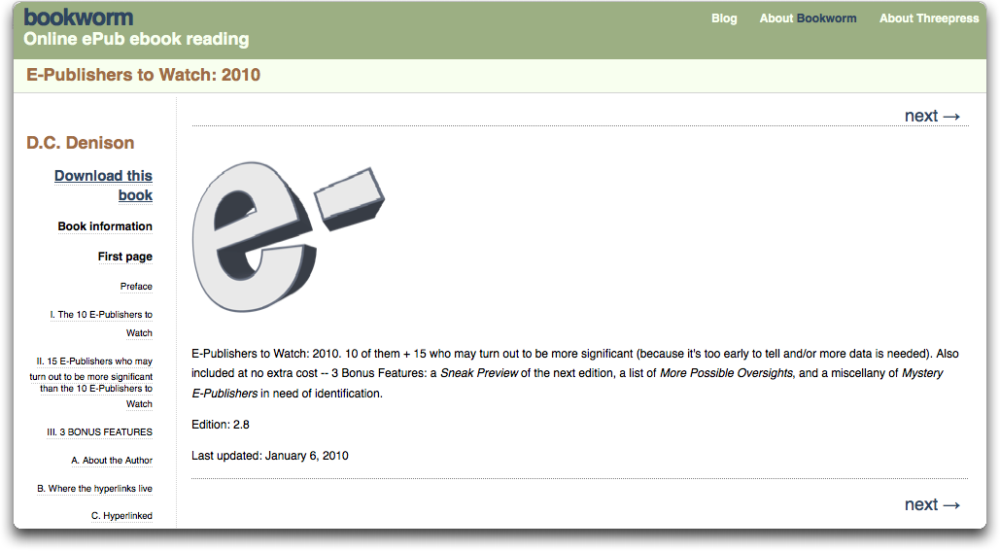 bookworm
Online ePub ebook reading
Blog About Bookworm About Threepress
E-Publishers to Watch: 2010
D.C. Denison
Download this
book
Book information
First page
Preface
I. The 10 E-Publishers to
Watch
II. 15 E-Publishers who may
turn out to be more significant
than the 10 E-Publishers to
Watch
III. 3 BONUS FEATURES
A. About the Author
B. Where the hyperlinks live
C. Hyperlinked
next →
e-
E-Publishers to Watch: 2010. 10 of them + 15 who may turn out to be more significant (because it's too early to tell and/or more data is needed). Also
included at no extra cost -- 3 Bonus Features: a Sneak Preview of the next edition, a list of More Possible Oversights, and a miscellany of Mystery
E-Publishers in need of identification.
Edition: 2.8
Last updated: January 6, 2010
next →